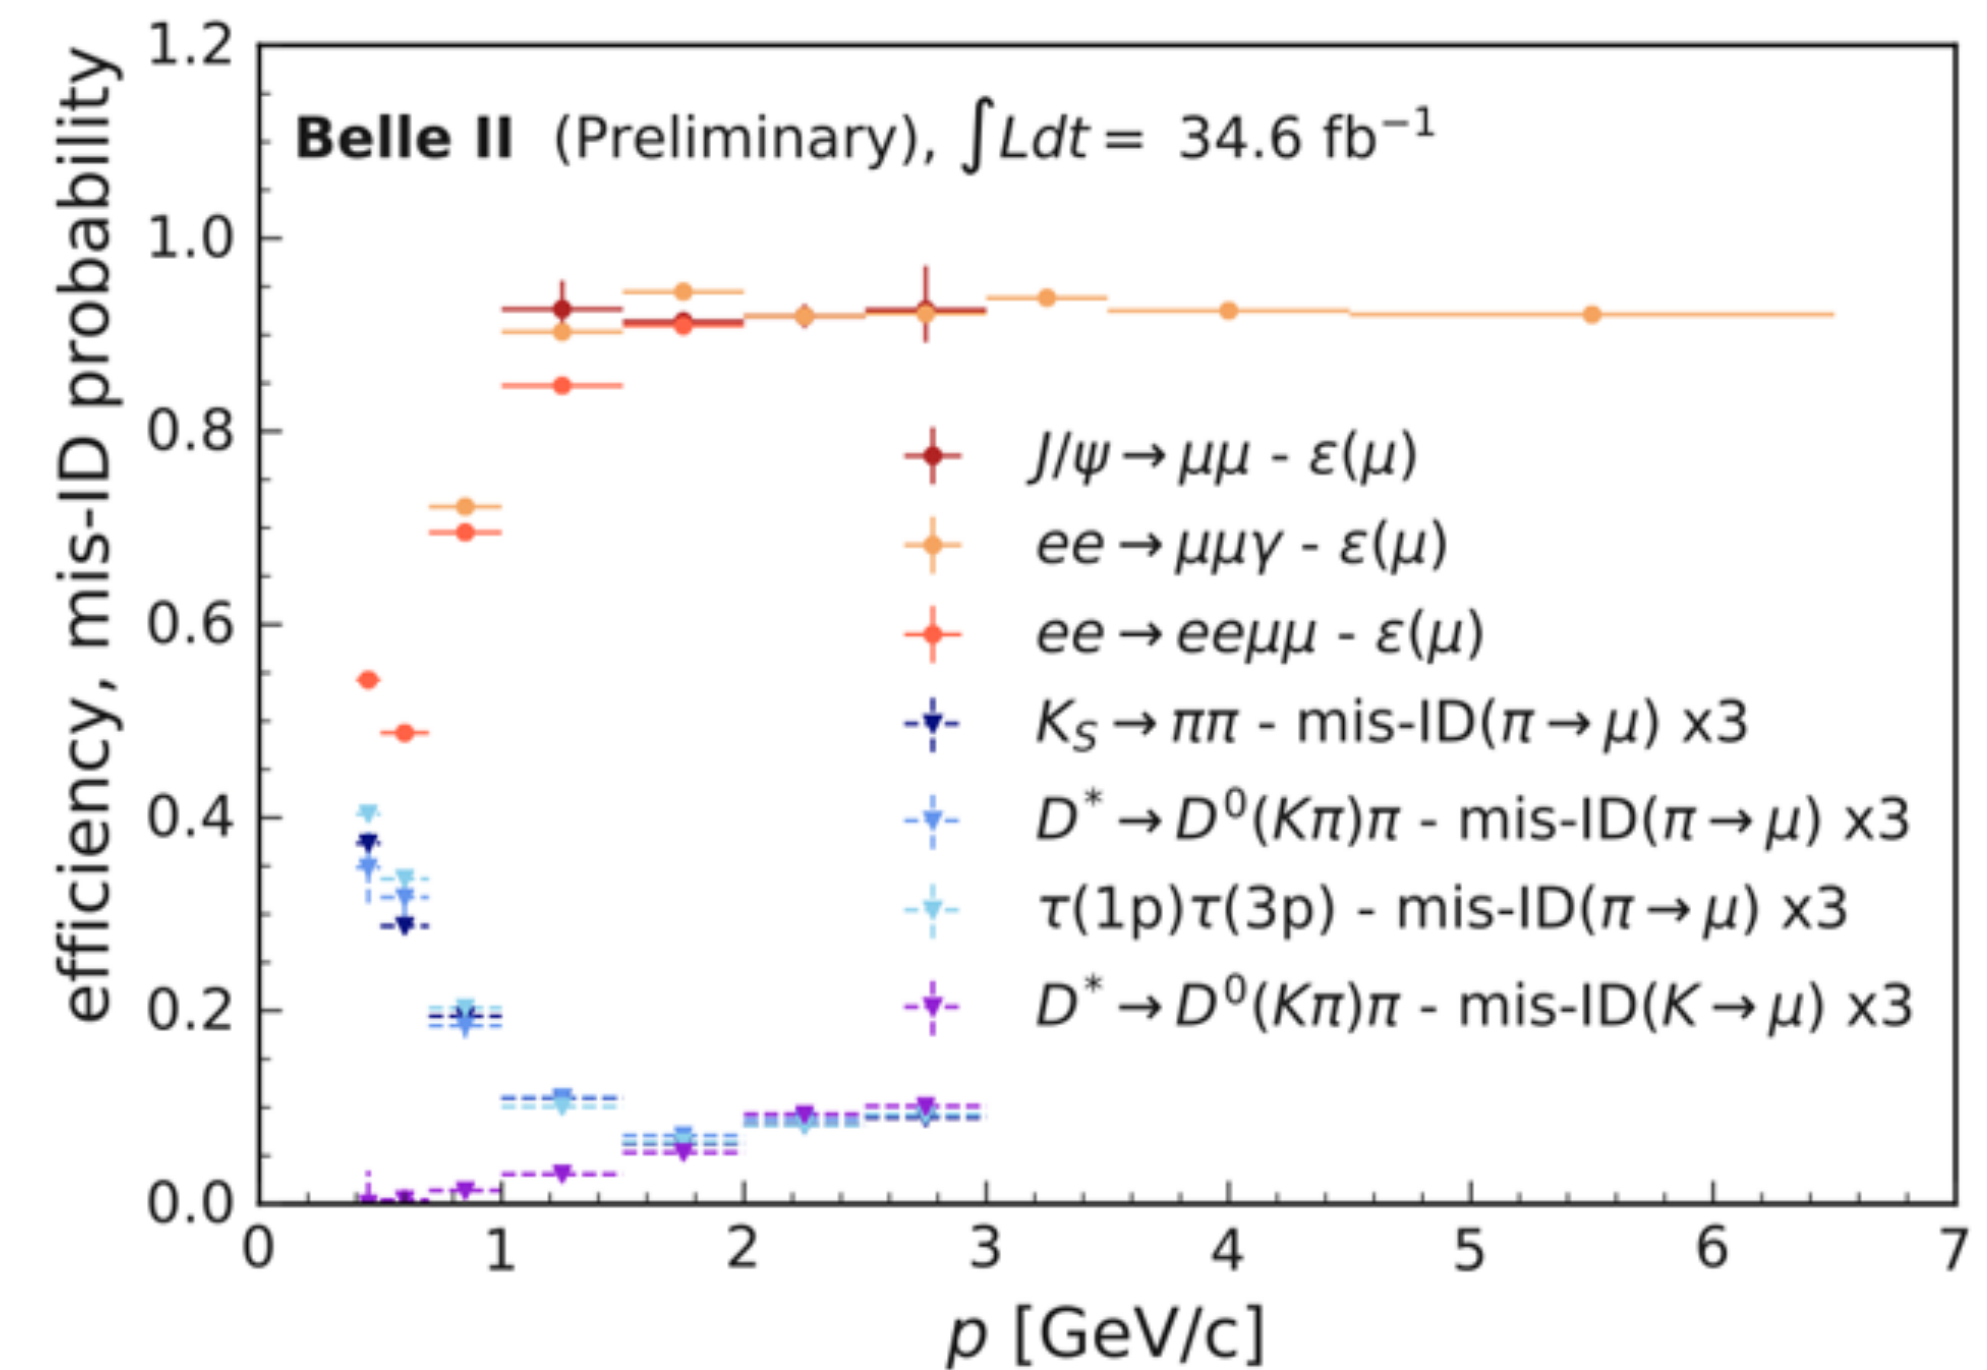 efficiency, mis-ID probability
1.2
1.0
0.8
0.6
0.4
0.2
0.0
Belle II (Preliminary), ∫Ldt = 34.6 fb⁻¹
J/ψ→μμ - ε(μ)
ee→μμγ - ε(μ)
ee→eeμμ - ε(μ)
K_S→ππ - mis-ID(π→μ) x3
D*→D⁰(Kπ)π - mis-ID(π→μ) x3
τ(1p)τ(3p) - mis-ID(π→μ) x3
D*→D⁰(Kπ)π - mis-ID(K→μ) x3
0 1 2 3 4 5 6 7
p [GeV/c]